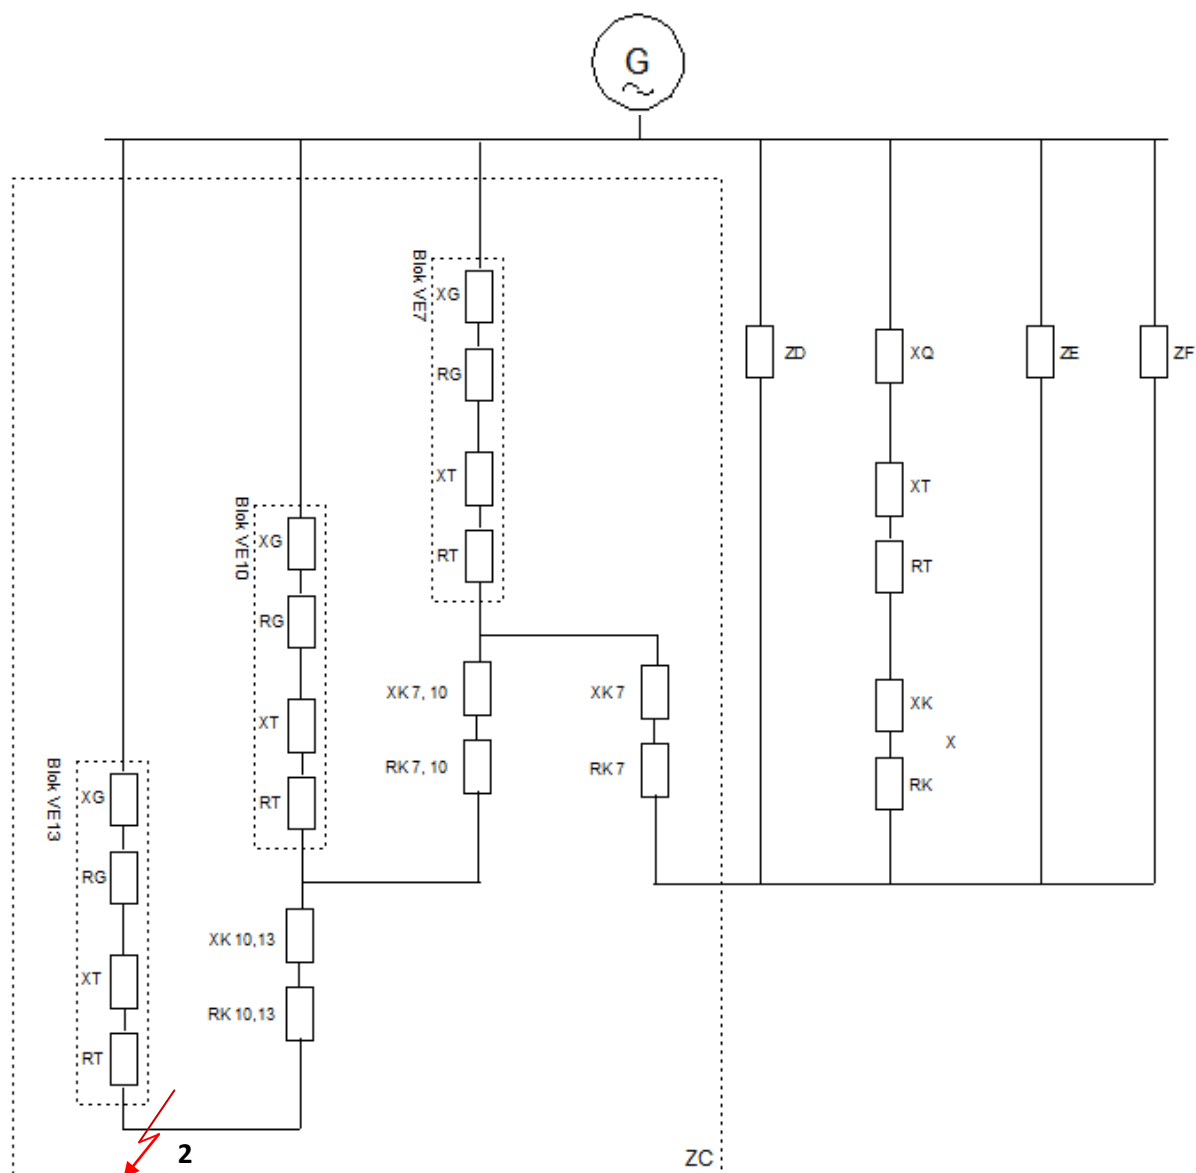 G
Blok VE7
XG
RG
XT
RT
ZD
XQ
ZE
ZF
XT
RT
Blok VE10
XG
RG
XT
RT
XK 7, 10
RK 7, 10
XK 7
RK 7
XK
X
RK
Blok VE13
XG
RG
XT
RT
XK 10,13
RK 10,13
2
ZC